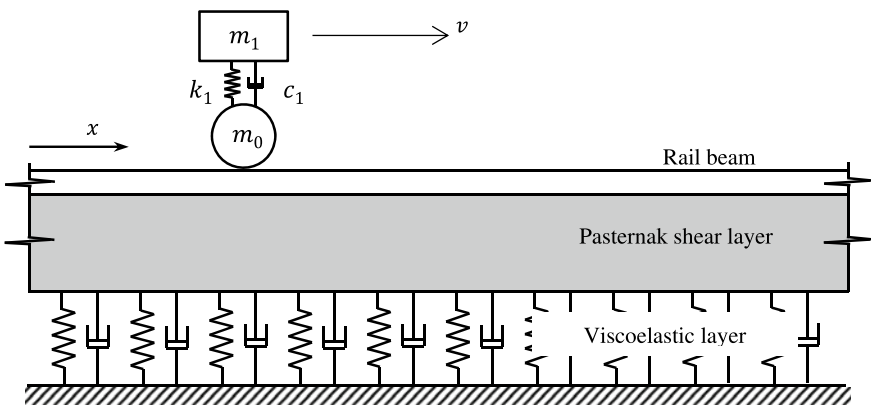 m₁
v
k₁
c₁
m₀
x
Rail beam
Pasternak shear layer
Viscoelastic layer